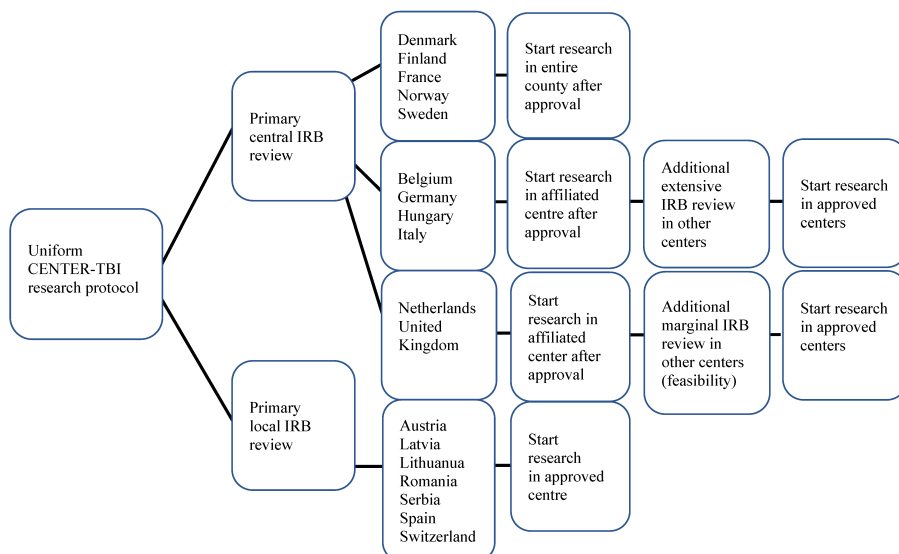 Uniform
CENTER-TBI
research protocol
Primary
central IRB
review
Denmark
Finland
France
Norway
Sweden
Start research
in entire
county after
approval
Belgium
Germany
Hungary
Italy
Start research
in affiliated
centre after
approval
Additional
extensive
IRB review
in other
centers
Start research
in approved
centers
Netherlands
United
Kingdom
Start
research in
affiliated
center after
approval
Additional
marginal IRB
review in
other centers
(feasibility)
Start research
in approved
centers
Primary
local IRB
review
Austria
Latvia
Lithuanua
Romania
Serbia
Spain
Switzerland
Start
research
in approved
centre